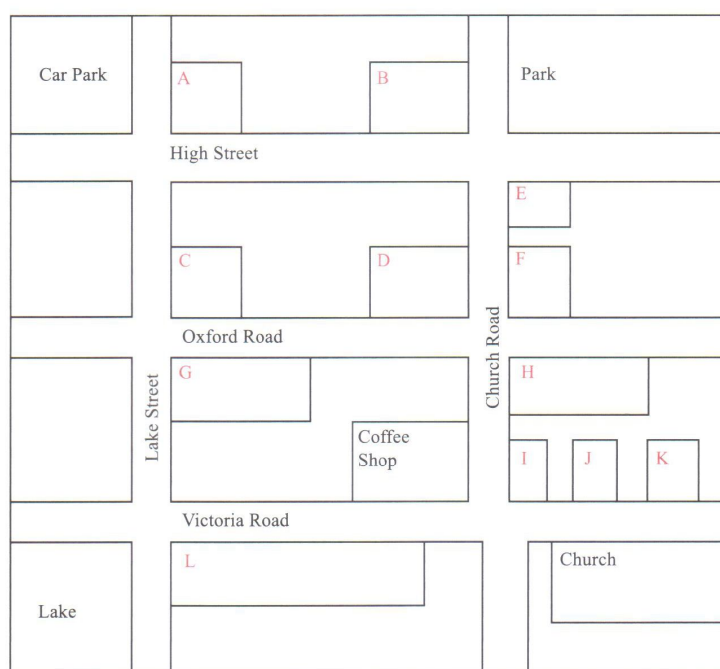 Car Park
A
B
Park
High Street
E
C
D
F
Oxford Road
Church Road
G
H
Lake Street
Coffee
Shop
I
J
K
Victoria Road
L
Church
Lake